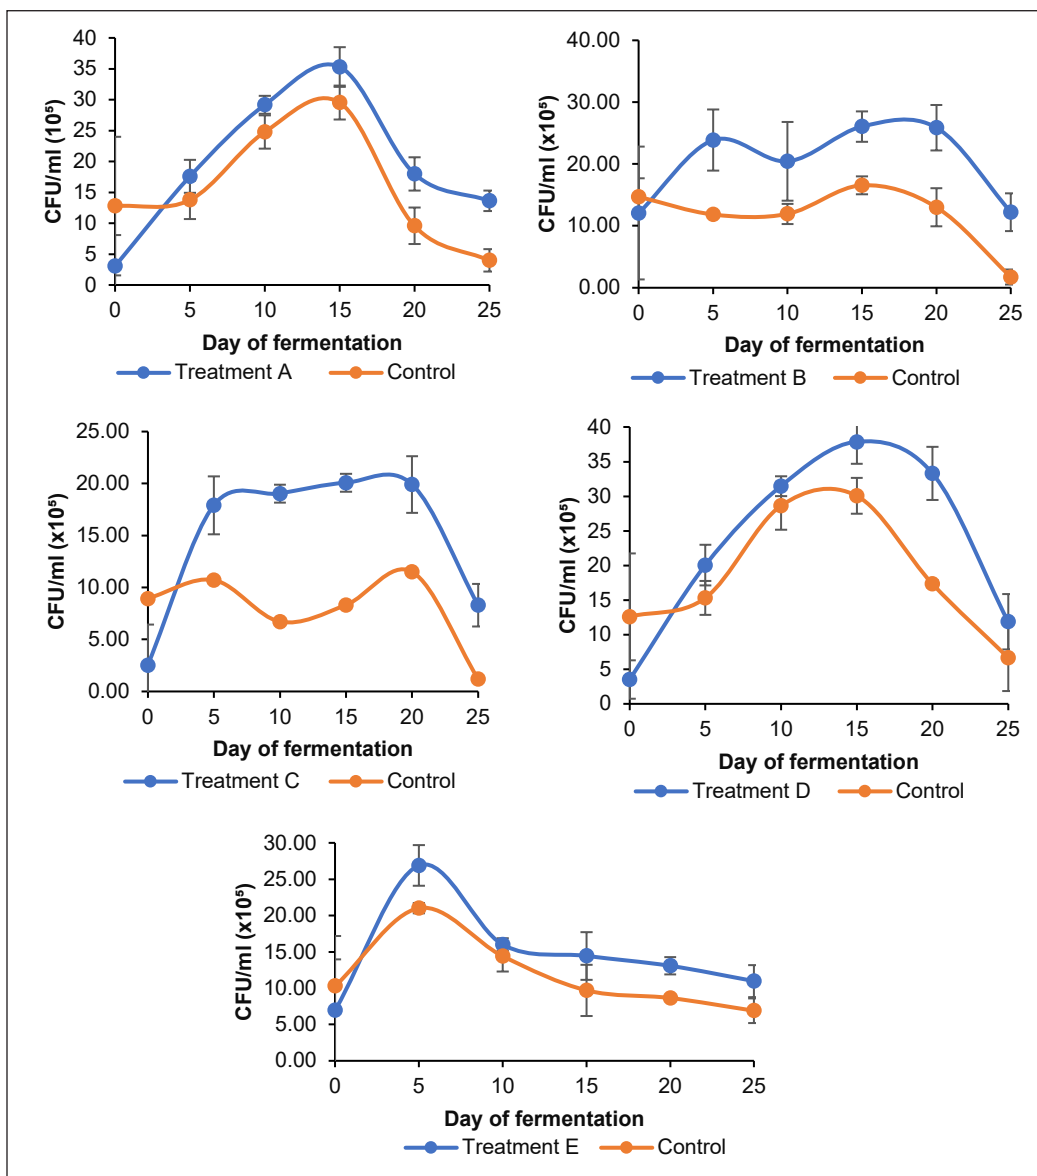 40
35
30
25
20
15
10
5
0
CFU/ml (10⁵)
0 5 10 15 20 25
Day of fermentation
Treatment A Control
40.00
30.00
20.00
10.00
0.00
CFU/ml (x10⁵)
0 5 10 15 20 25
Day of fermentation
Treatment B Control
25.00
20.00
15.00
10.00
5.00
0.00
CFU/ml (x10⁵)
0 5 10 15 20 25
Day of fermentation
Treatment C Control
40
35
30
25
20
15
10
5
0
CFU/ml (x10⁵)
0 5 10 15 20 25
Day of fermentation
Treatment D Control
30.00
25.00
20.00
15.00
10.00
5.00
0.00
CFU/ml (x10⁵)
0 5 10 15 20 25
Day of fermentation
Treatment E Control